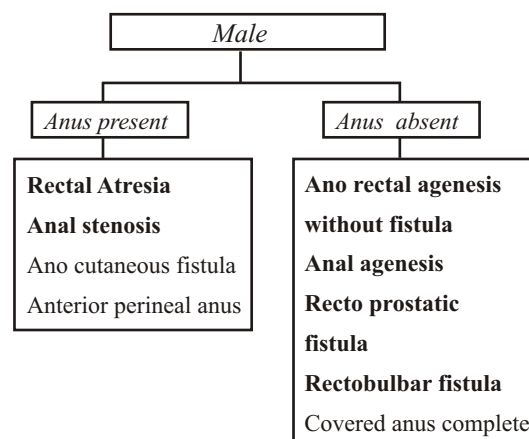 Male
Anus present
Anus absent
Rectal Atresia
Anal stenosis
Ano cutaneous fistula
Anterior perineal anus
Ano rectal agenesis
without fistula
Anal agenesis
Recto prostatic
fistula
Rectobulbar fistula
Covered anus complete